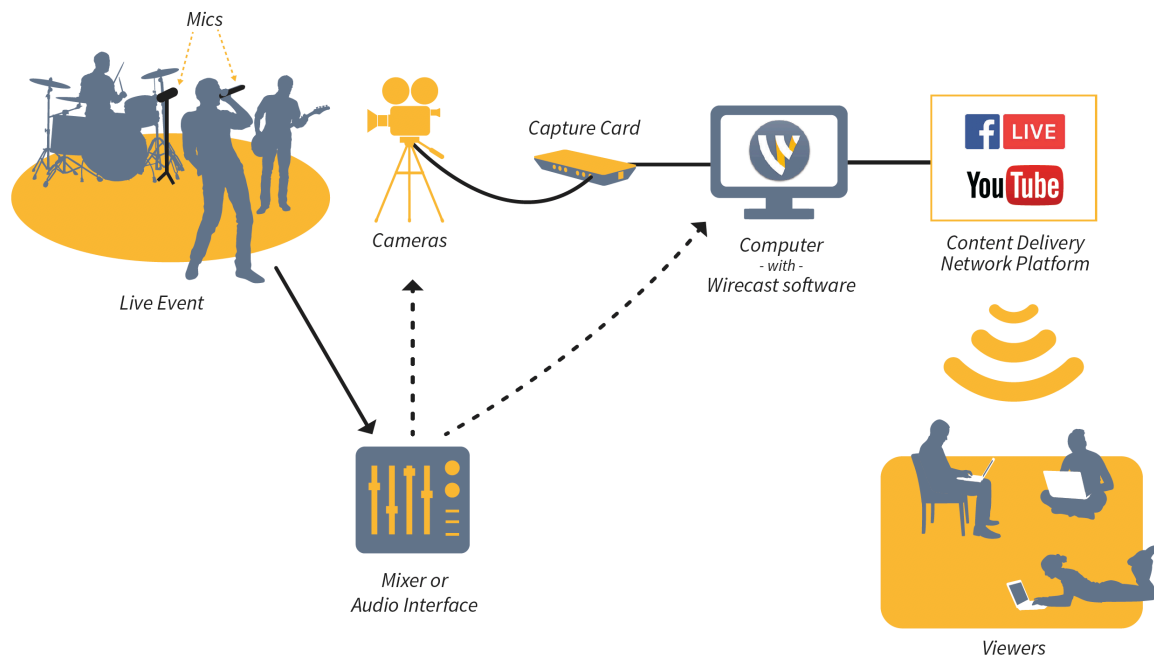 Mics
Live Event
Cameras
Capture Card
Computer
- with -
Wirecast software
f LIVE
YouTube
Content Delivery
Network Platform
Mixer or
Audio Interface
Viewers